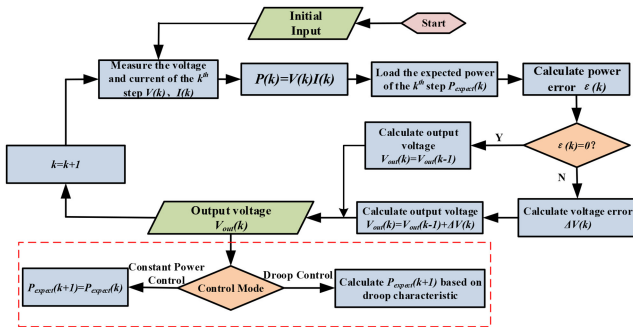 Initial
Input
Start
Measure the voltage
and current of the kth
step V(k)、I(k)
P(k)=V(k)I(k)
Load the expected power
of the kth step Pexpect(k)
Calculate power
error ε(k)
ε(k)=0?
Y
N
Calculate output
voltage
Vout(k)=Vout(k-1)
k=k+1
Output voltage
Vout(k)
Calculate output voltage
Vout(k)=Vout(k-1)+ΔV(k)
Calculate voltage error
ΔV(k)
Constant Power
Control
Droop Control
Pexpect(k+1)=Pexpect(k)
Control Mode
Calculate Pexpect(k+1) based on
droop characteristic